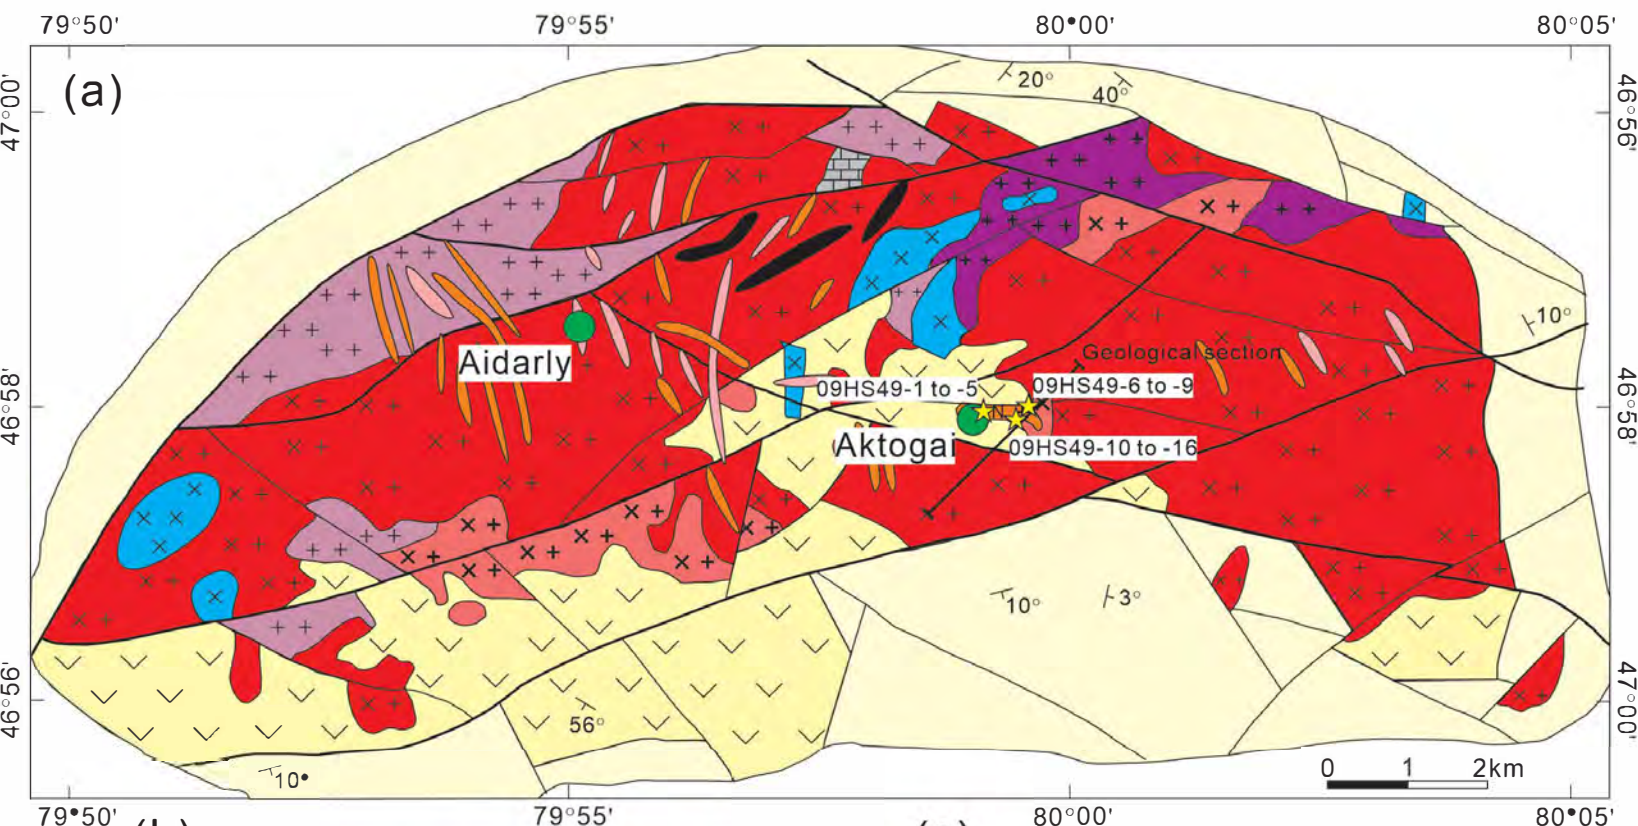 79°50' 79°55' 80•00' 80°05'
(a)
20°
40°
47°00'
46°56'
10°
Aidarly
Geological section
09HS49-1 to -5
09HS49-6 to -9
46°58'
46°58'
Aktogai
09HS49-10 to -16
10°
3°
46°56'
47°00'
56°
10•
0 1 2km
79•50' 79°55' 80°00' 80•05'